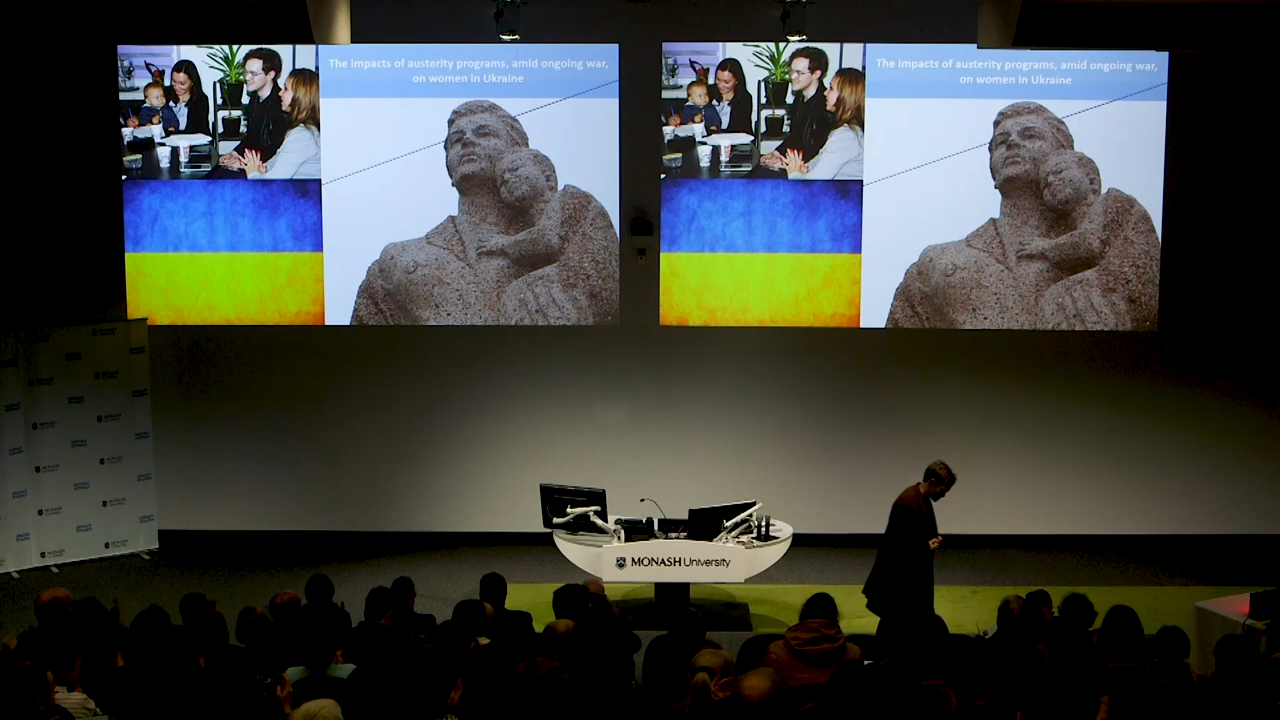 The impacts of austerity programs, amid ongoing war,
on women in Ukraine
The impacts of austerity programs, amid ongoing war,
on women in Ukraine
MONASH University